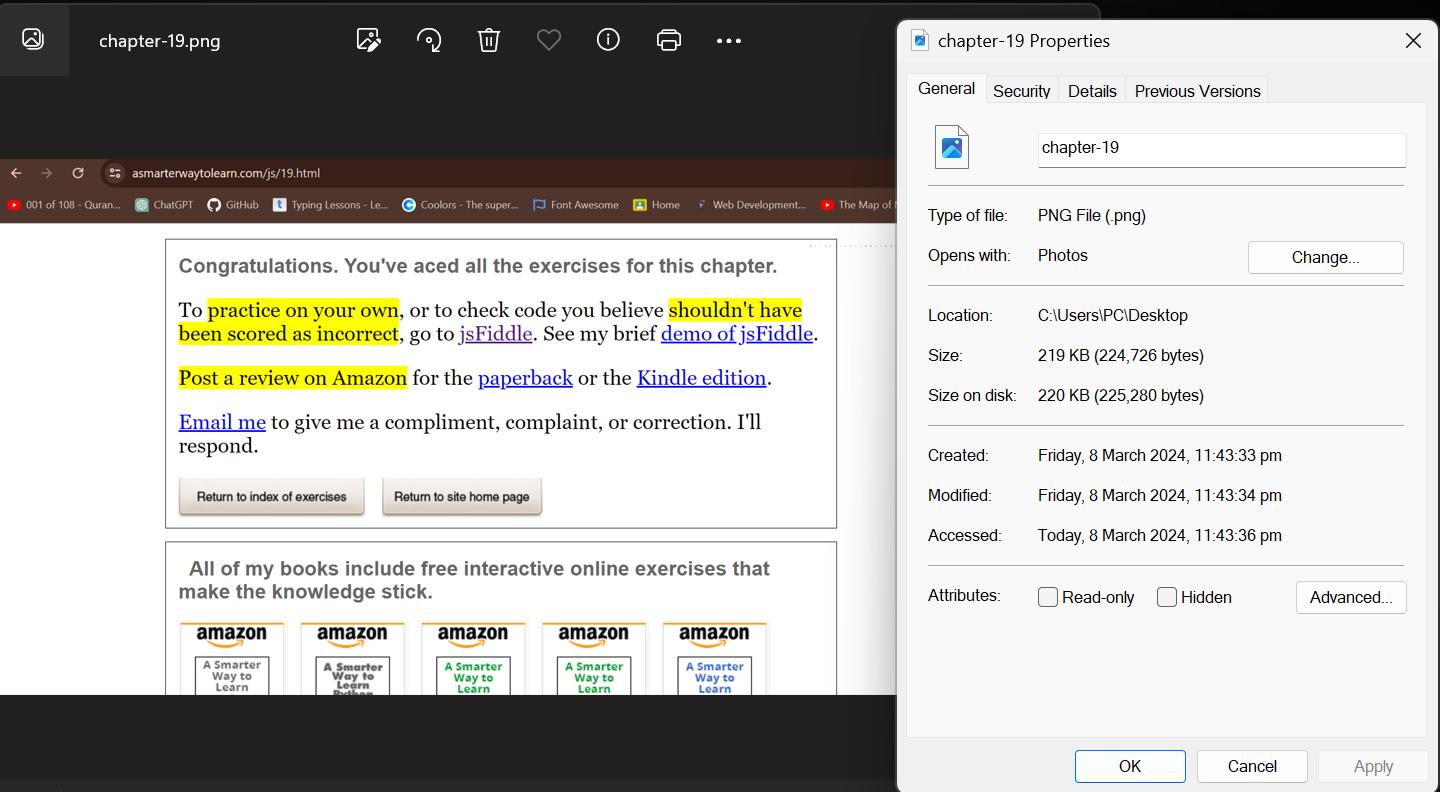 chapter-19.png
asmarterwaytolearn.com/js/19.html
001 of 108 - Quran... ChatGPT GitHub Typing Lessons - Le... Coolors - The super... Font Awesome Home Web Development... The Map of
Congratulations. You've aced all the exercises for this chapter.
To practice on your own, or to check code you believe shouldn't have
been scored as incorrect, go to jsFiddle. See my brief demo of jsFiddle.
Post a review on Amazon for the paperback or the Kindle edition.
Email me to give me a compliment, complaint, or correction. I'll
respond.
Return to index of exercises Return to site home page
All of my books include free interactive online exercises that
make the knowledge stick.
amazon amazon amazon amazon amazon
A Smarter A Smarter A Smarter A Smarter A Smarter
Way to Way to Way to Way to Way to
Learn Learn Learn Learn Learn
Python
chapter-19 Properties
General Security Details Previous Versions
chapter-19
Type of file: PNG File (.png)
Opens with: Photos Change...
Location: C:\Users\PC\Desktop
Size: 219 KB (224,726 bytes)
Size on disk: 220 KB (225,280 bytes)
Created: Friday, 8 March 2024, 11:43:33 pm
Modified: Friday, 8 March 2024, 11:43:34 pm
Accessed: Today, 8 March 2024, 11:43:36 pm
Attributes: Read-only Hidden Advanced...
OK Cancel Apply